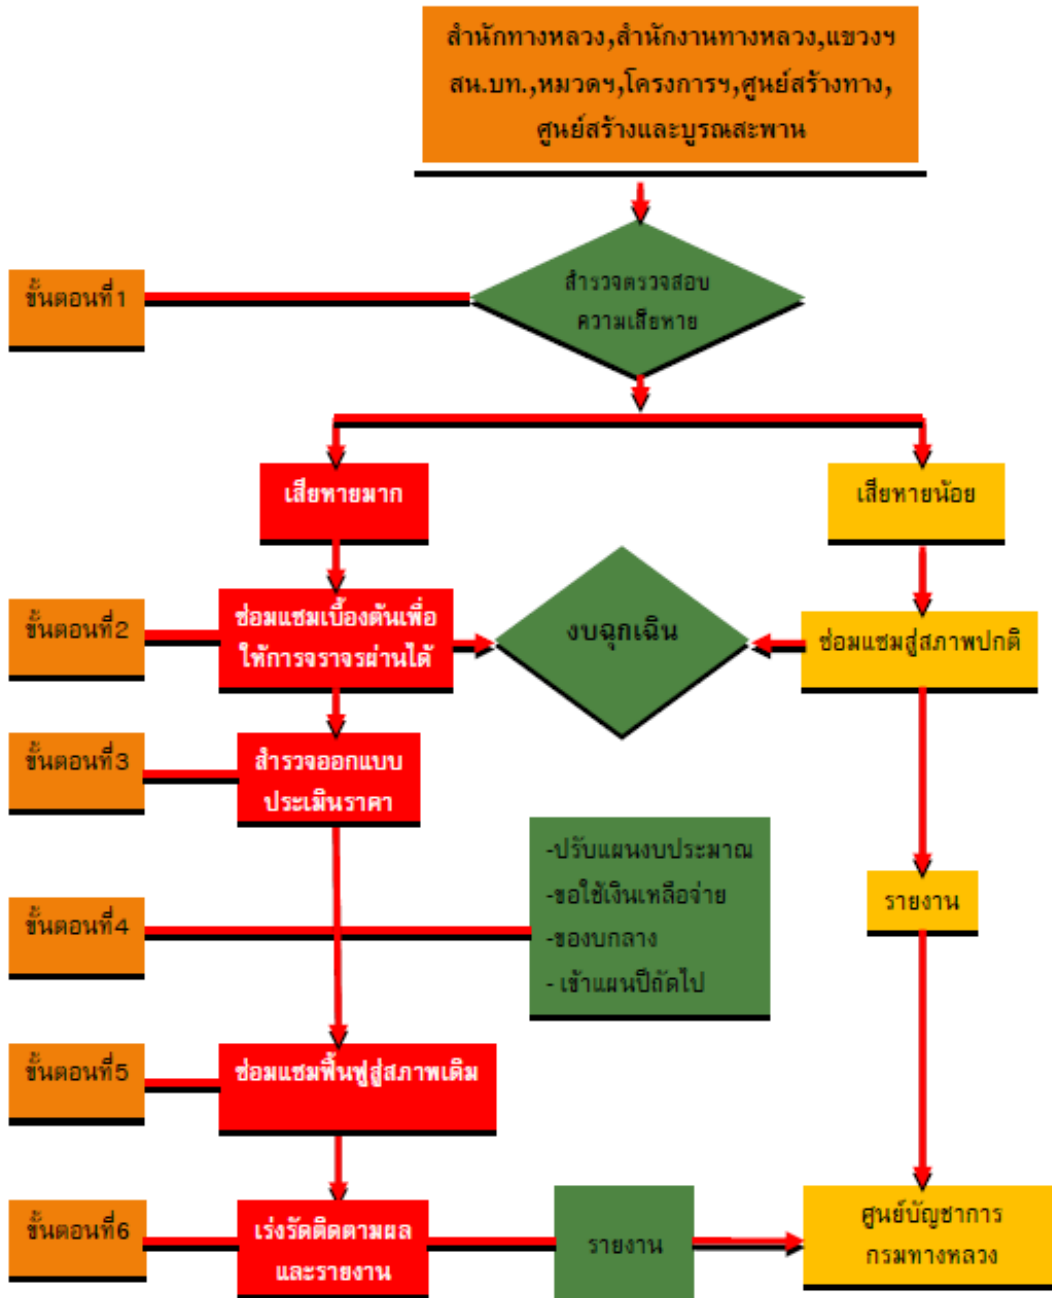 สำนักทางหลวง,สำนักงานทางหลวง,แขวงฯ
สน.บท.,หมวดฯ,โครงการฯ,ศูนย์สร้างทาง,
ศูนย์สร้างและบูรณสะพาน
ขั้นตอนที่1
สำรวจตรวจสอบ
ความเสียหาย
เสียหายมาก
เสียหายน้อย
ขั้นตอนที่2
ซ่อมแซมเบื้องต้นเพื่อ
ให้การจราจรผ่านได้
งบฉุกเฉิน
ซ่อมแซมสู่สภาพปกติ
ขั้นตอนที่3
สำรวจออกแบบ
ประเมินราคา
ขั้นตอนที่4
-ปรับแผนงบประมาณ
-ขอใช้เงินเหลือจ่าย
-ของบกลาง
- เข้าแผนปีถัดไป
รายงาน
ขั้นตอนที่5
ซ่อมแซมฟื้นฟูสู่สภาพเดิม
ขั้นตอนที่6
เร่งรัดติดตามผล
และรายงาน
รายงาน
ศูนย์บัญชาการ
กรมทางหลวง